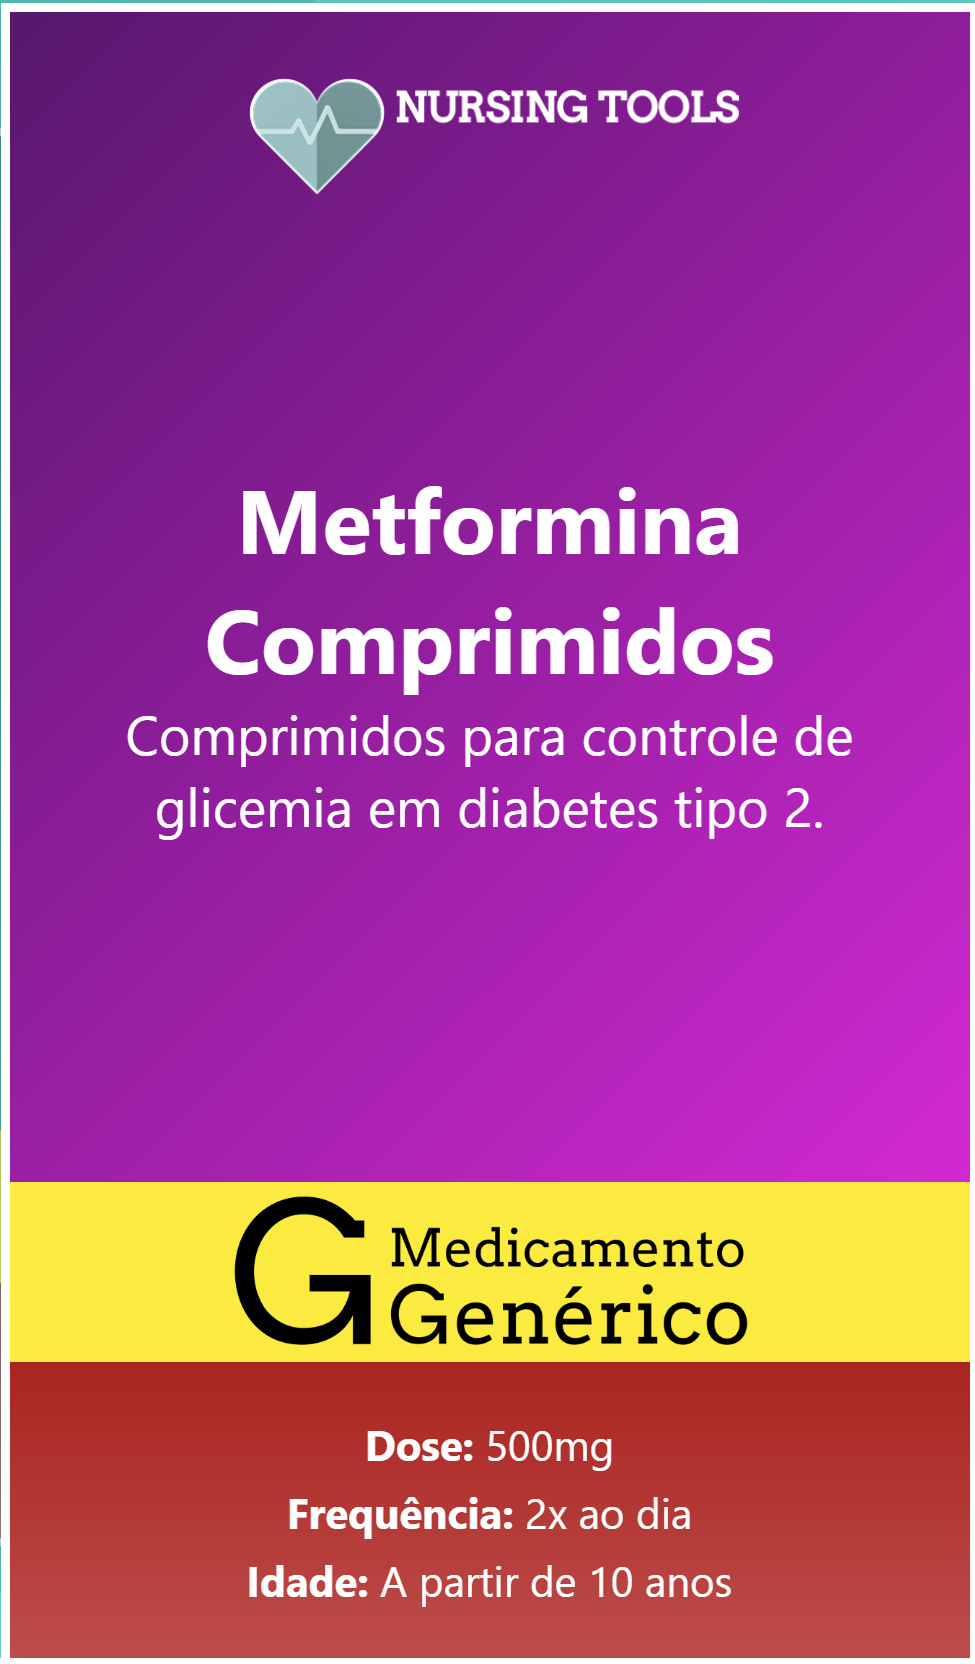 NURSING TOOLS
Metformina
Comprimidos
Comprimidos para controle de
glicemia em diabetes tipo 2.
G Medicamento
Genérico
Dose: 500mg
Frequência: 2x ao dia
Idade: A partir de 10 anos